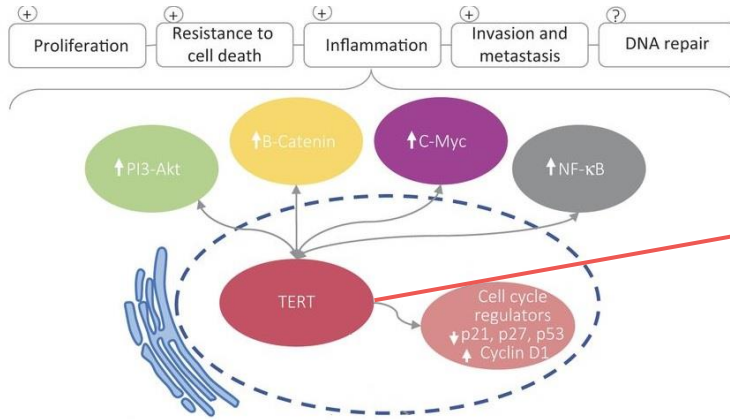 +
+
+
+
?
Proliferation
Resistance to
cell death
Inflammation
Invasion and
metastasis
DNA repair
PI3-Akt
B-Catenin
C-Myc
NF-κB
TERT
Cell cycle
regulators
p21, p27, p53
Cyclin D1